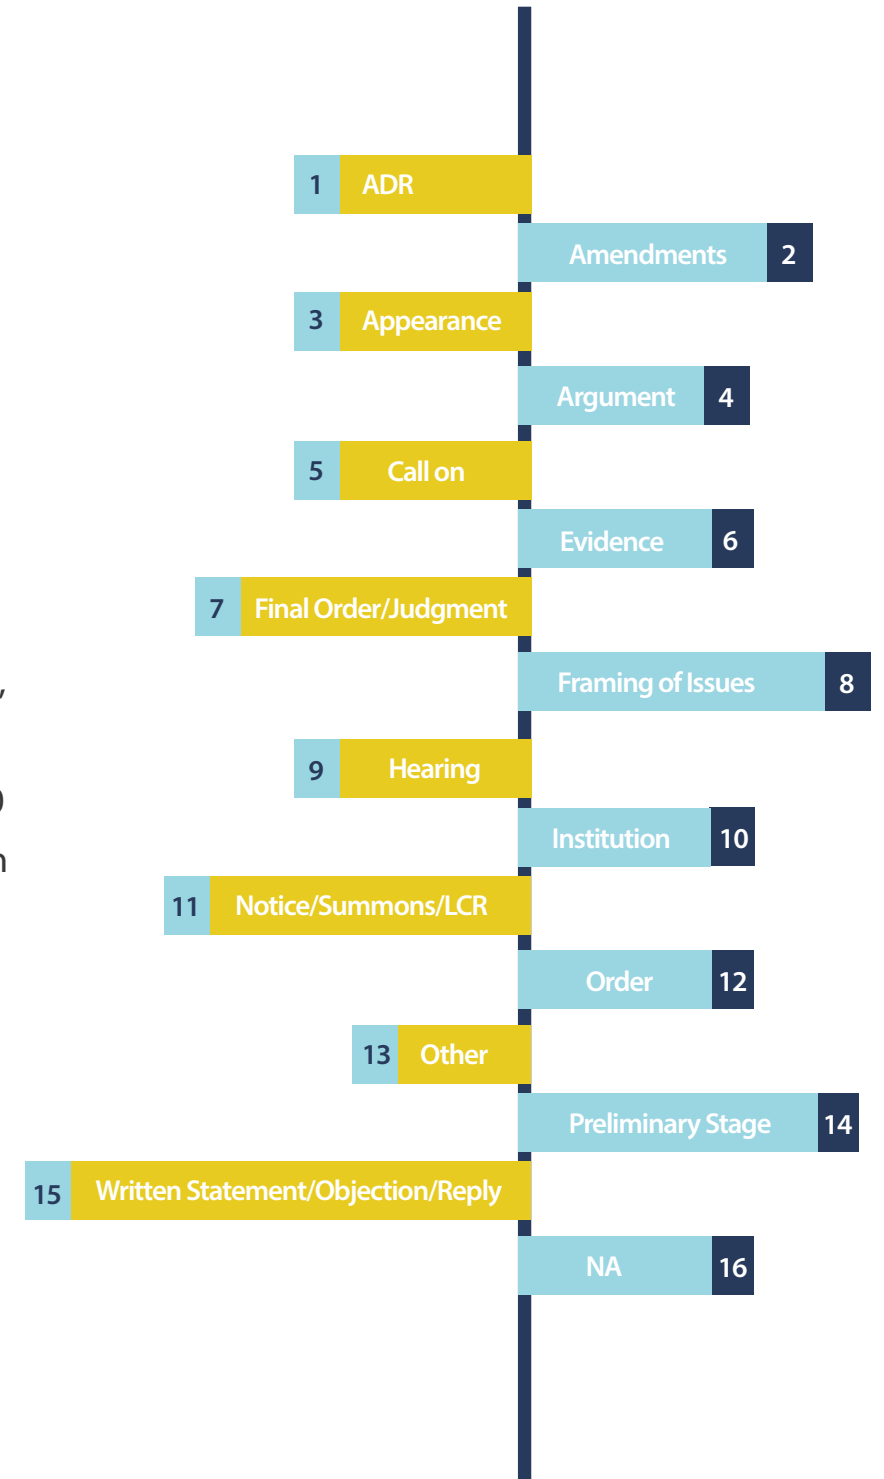 1 ADR
Amendments 2
3 Appearance
Argument 4
5 Call on
Evidence 6
7 Final Order/Judgment
Framing of Issues 8
,
9 Hearing
Institution 10
11 Notice/Summons/LCR
Order 12
13 Other
Preliminary Stage 14
15 Written Statement/Objection/Reply
NA 16